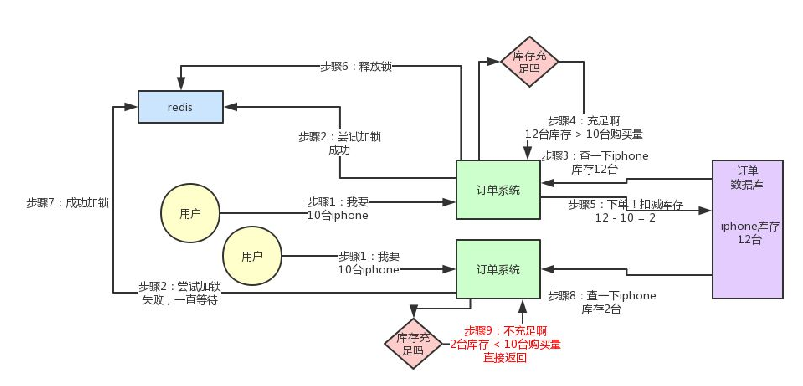 库存充
足吗
步骤6：释放锁
redis
步骤2：尝试加锁
成功
步骤4：充足啊
12台库存 > 10台购买量
步骤3：查一下iphone
库存12台
订单
数据库
iphone库存
12台
步骤7：成功加锁
用户
步骤1：我要
10台iphone
订单系统
步骤5：下单！扣减库存
12 - 10 = 2
用户
步骤1：我要
10台iphone
订单系统
步骤2：尝试加锁
失败，一直等待
步骤8：查一下iphone
库存2台
库存充
足吗
步骤9：不充足啊
2台库存 < 10台购买量
直接返回